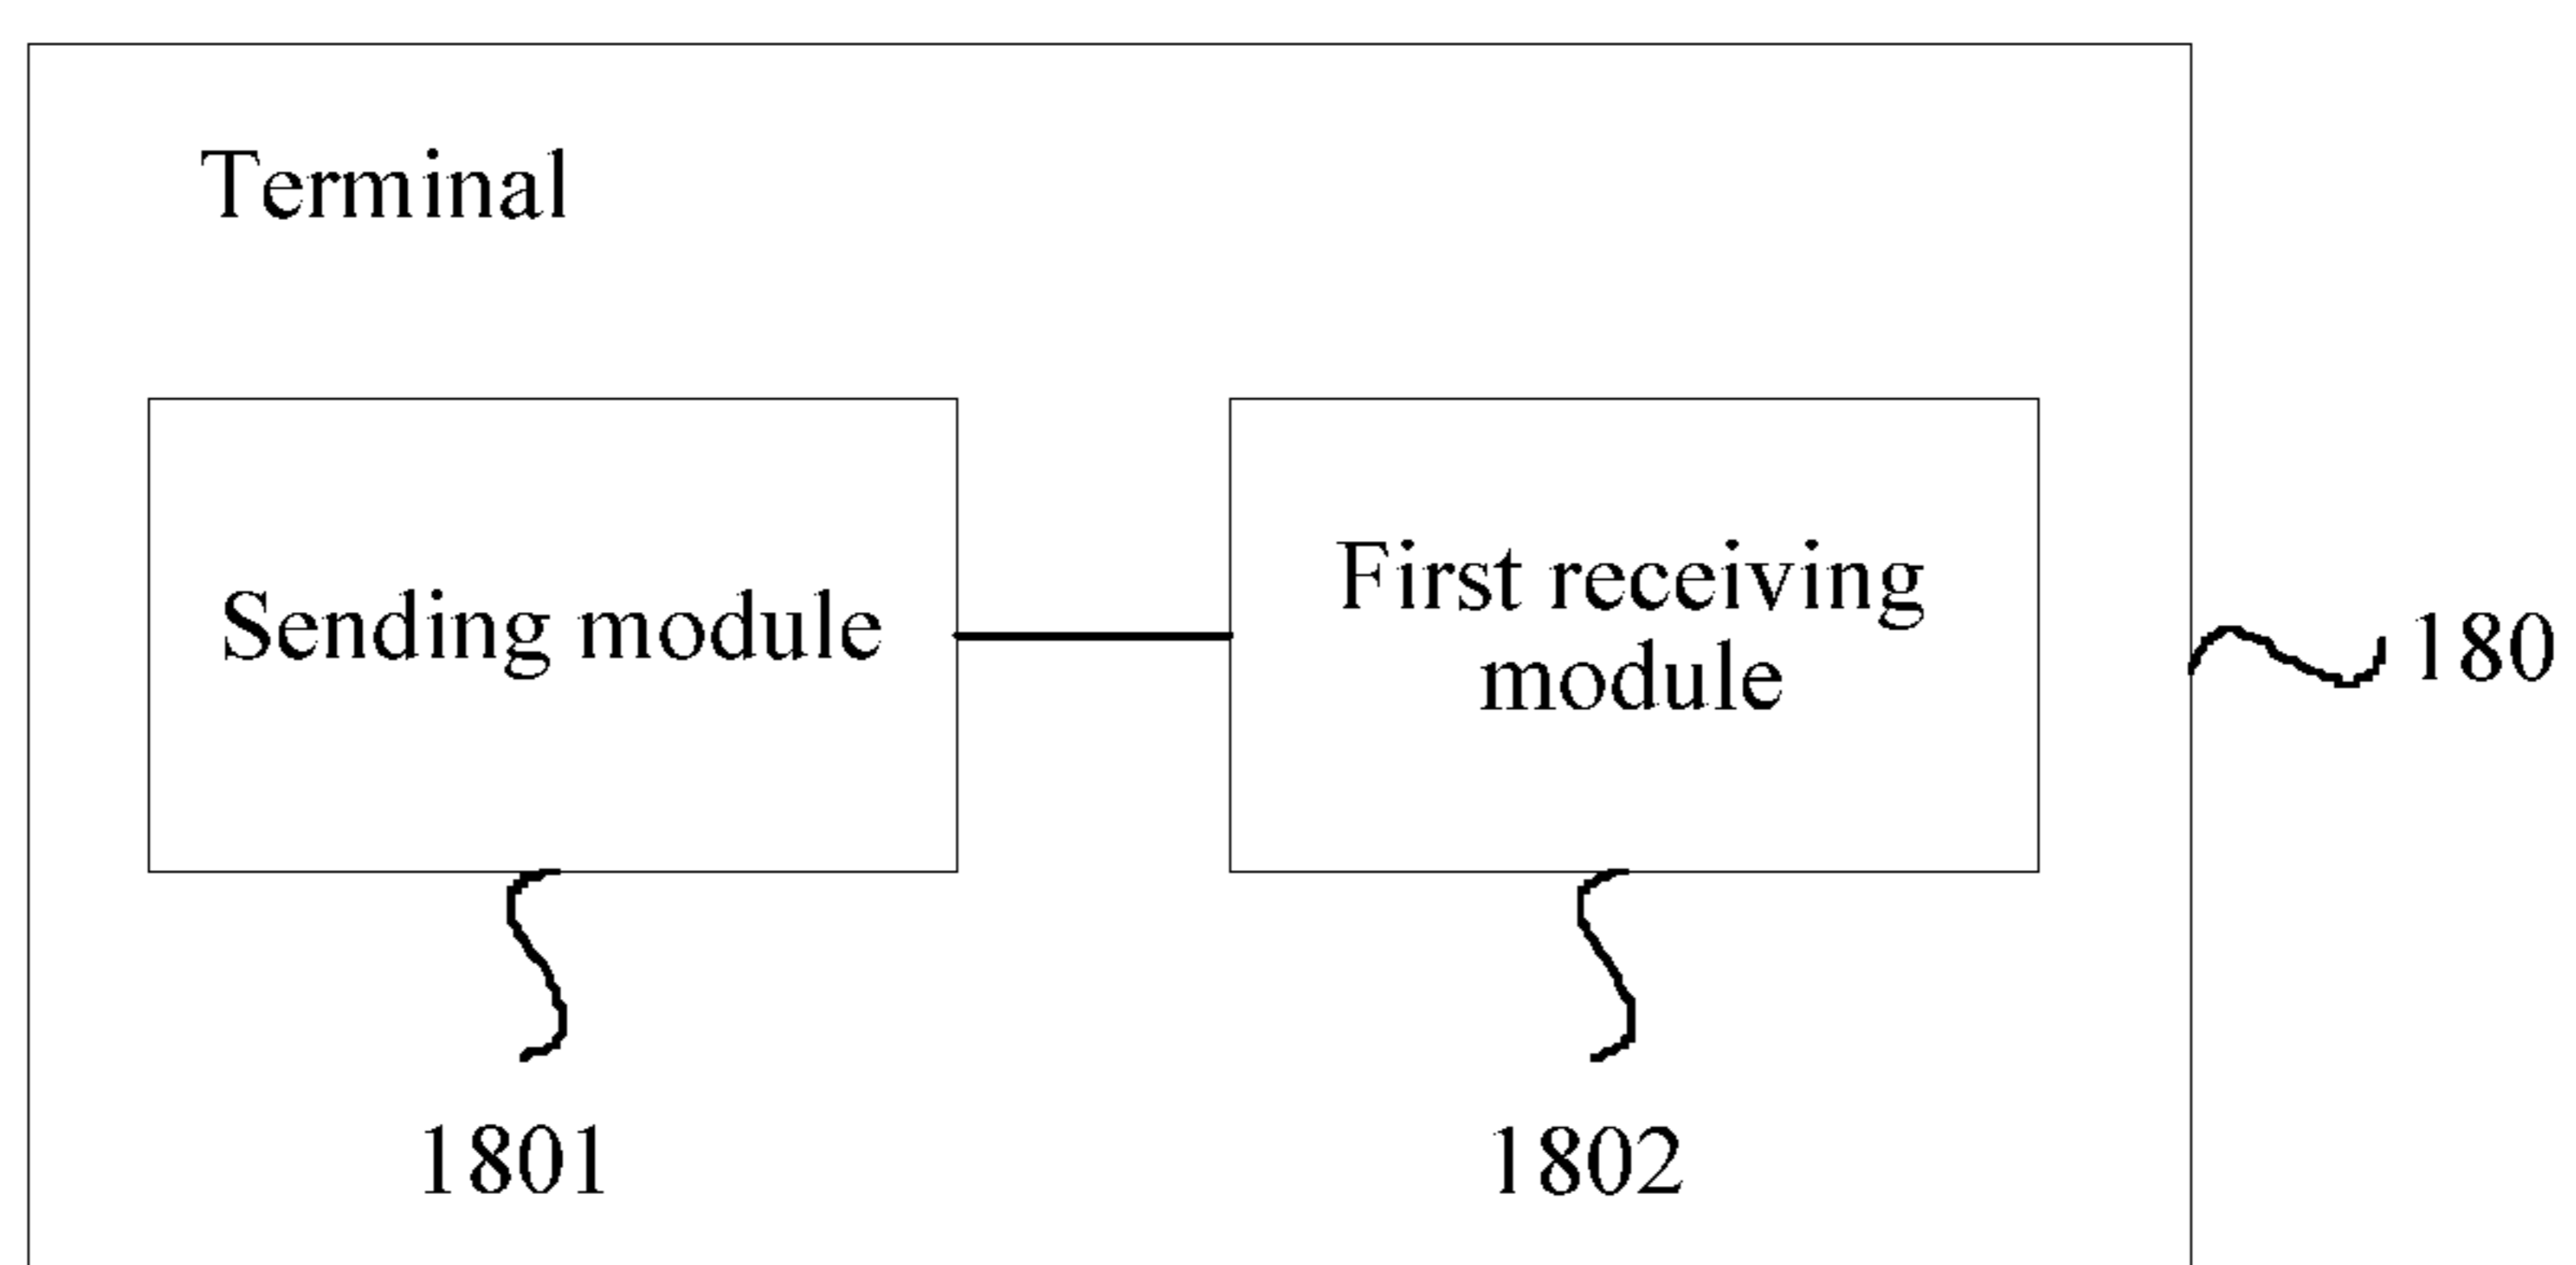 Terminal
Sending module
First receiving
module
180
1801
1802